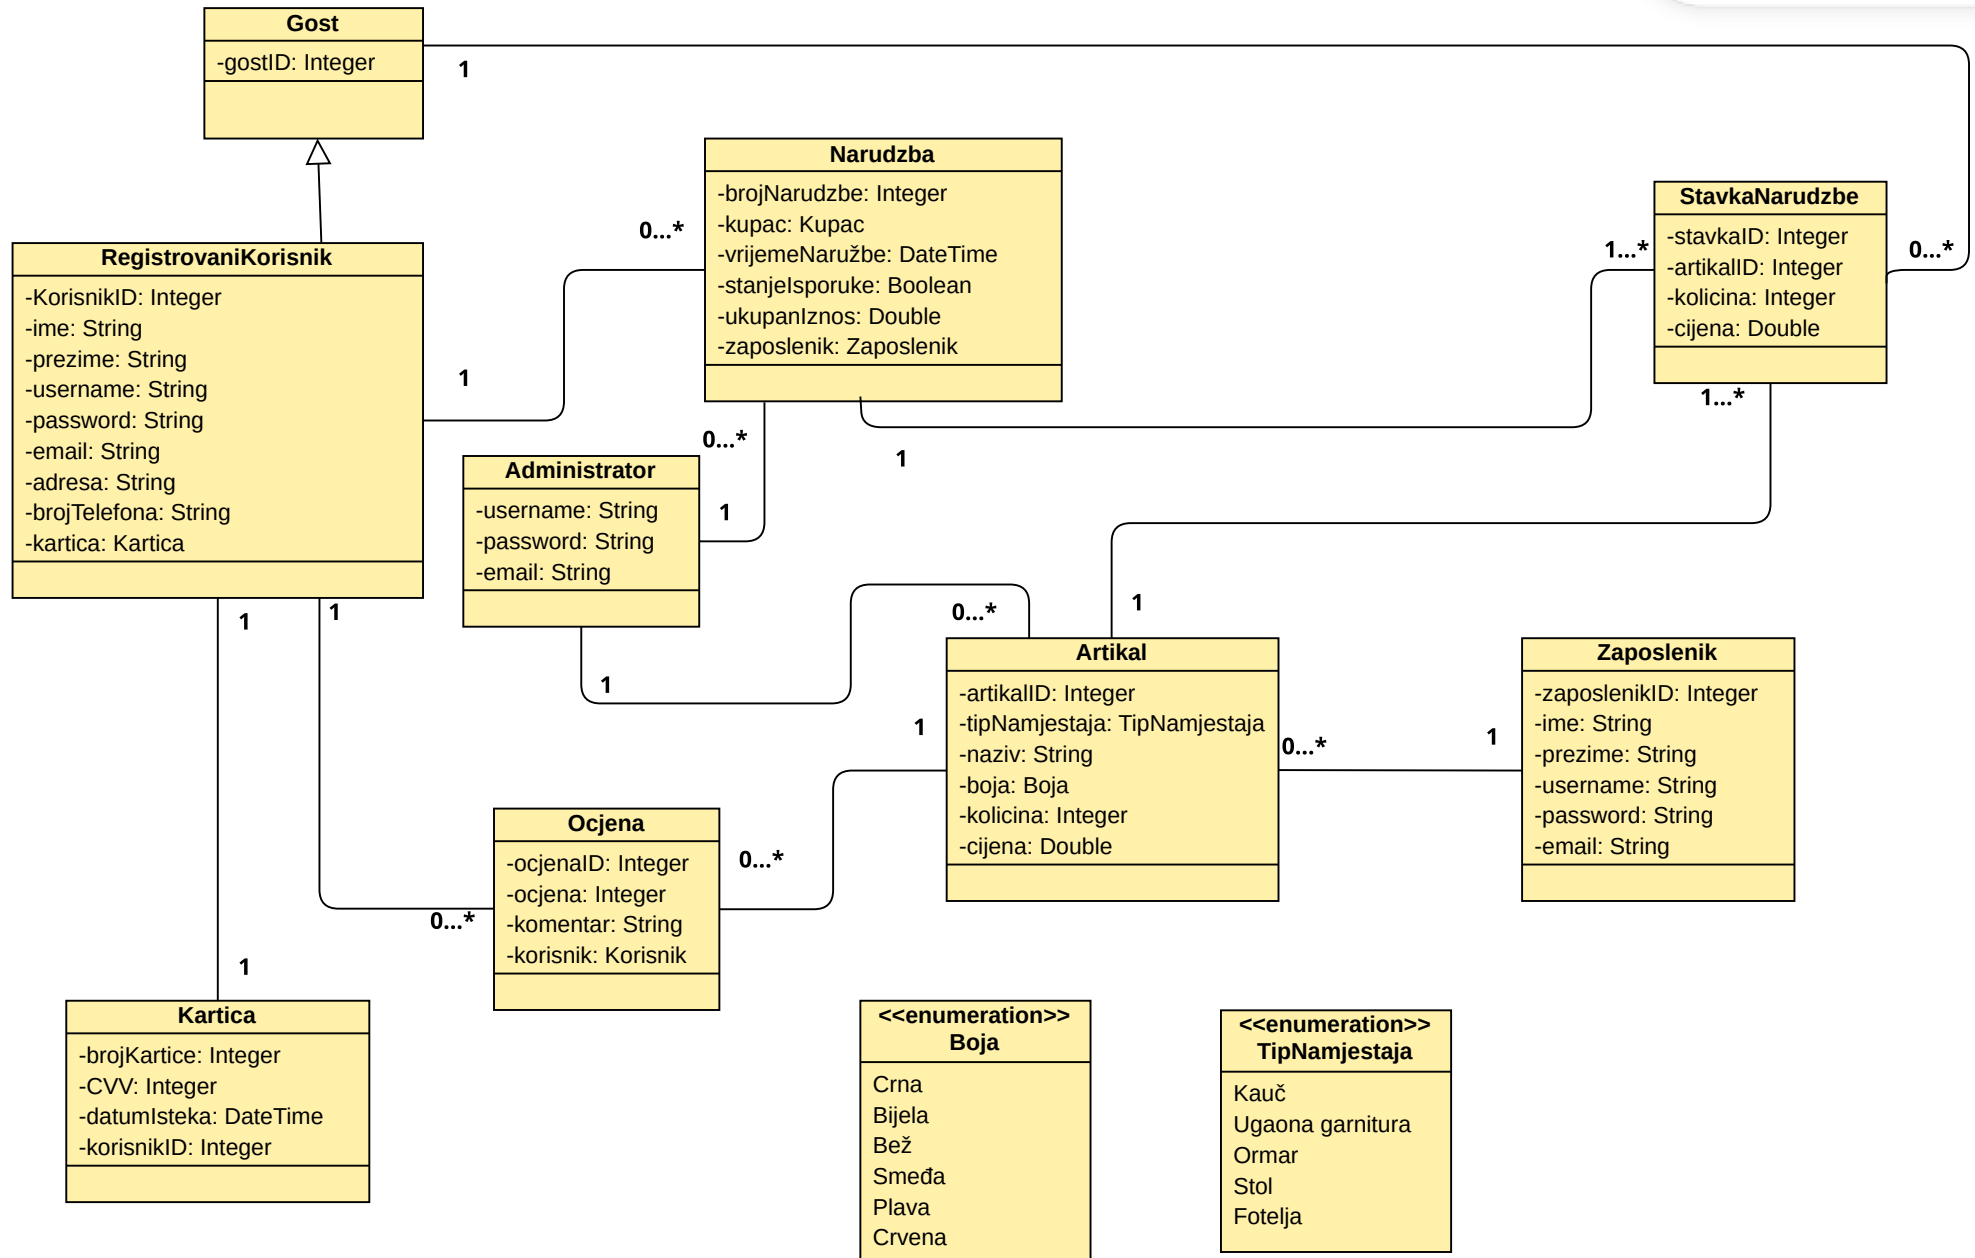 Gost
-gostID: Integer
1
Narudzba
-brojNarudzbe: Integer
-kupac: Kupac
-vrijemeNaružbe: DateTime
-stanjeIsporuke: Boolean
-ukupanIznos: Double
-zaposlenik: Zaposlenik
0...*
StavkaNarudzbe
-stavkaID: Integer
-artikalID: Integer
-kolicina: Integer
-cijena: Double
1...*
0...*
1...*
RegistrovaniKorisnik
-KorisnikID: Integer
-ime: String
-prezime: String
-username: String
-password: String
-email: String
-adresa: String
-brojTelefona: String
-kartica: Kartica
1
0...*
1
Administrator
-username: String
-password: String
-email: String
1
1
1
1
0...*
1
Artikal
-artikalID: Integer
-tipNamjestaja: TipNamjestaja
-naziv: String
-boja: Boja
-kolicina: Integer
-cijena: Double
1
0...*
1
Zaposlenik
-zaposlenikID: Integer
-ime: String
-prezime: String
-username: String
-password: String
-email: String
1
Ocjena
-ocjenaID: Integer
-ocjena: Integer
-komentar: String
-korisnik: Korisnik
0...*
0...*
1
Kartica
-brojKartice: Integer
-CVV: Integer
-datumIsteka: DateTime
-korisnikID: Integer
<<enumeration>>
Boja
Crna
Bijela
Bež
Smeđa
Plava
Crvena
<<enumeration>>
TipNamjestaja
Kauč
Ugaona garnitura
Ormar
Stol
Fotelja